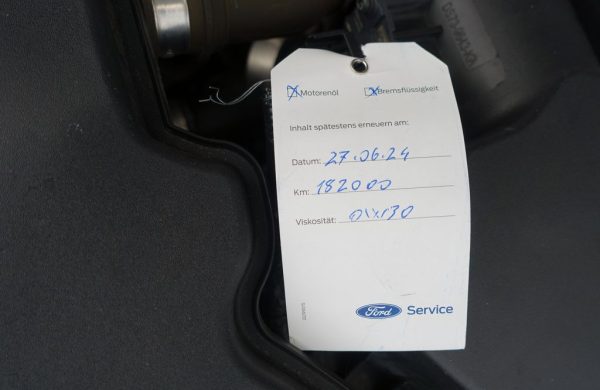 Motorenöl Bremsflüssigkeit
Inhalt spätestens erneuern am:
Datum: 27.06.24
Km: 182000
Viskosität: 0W30
Ford Service